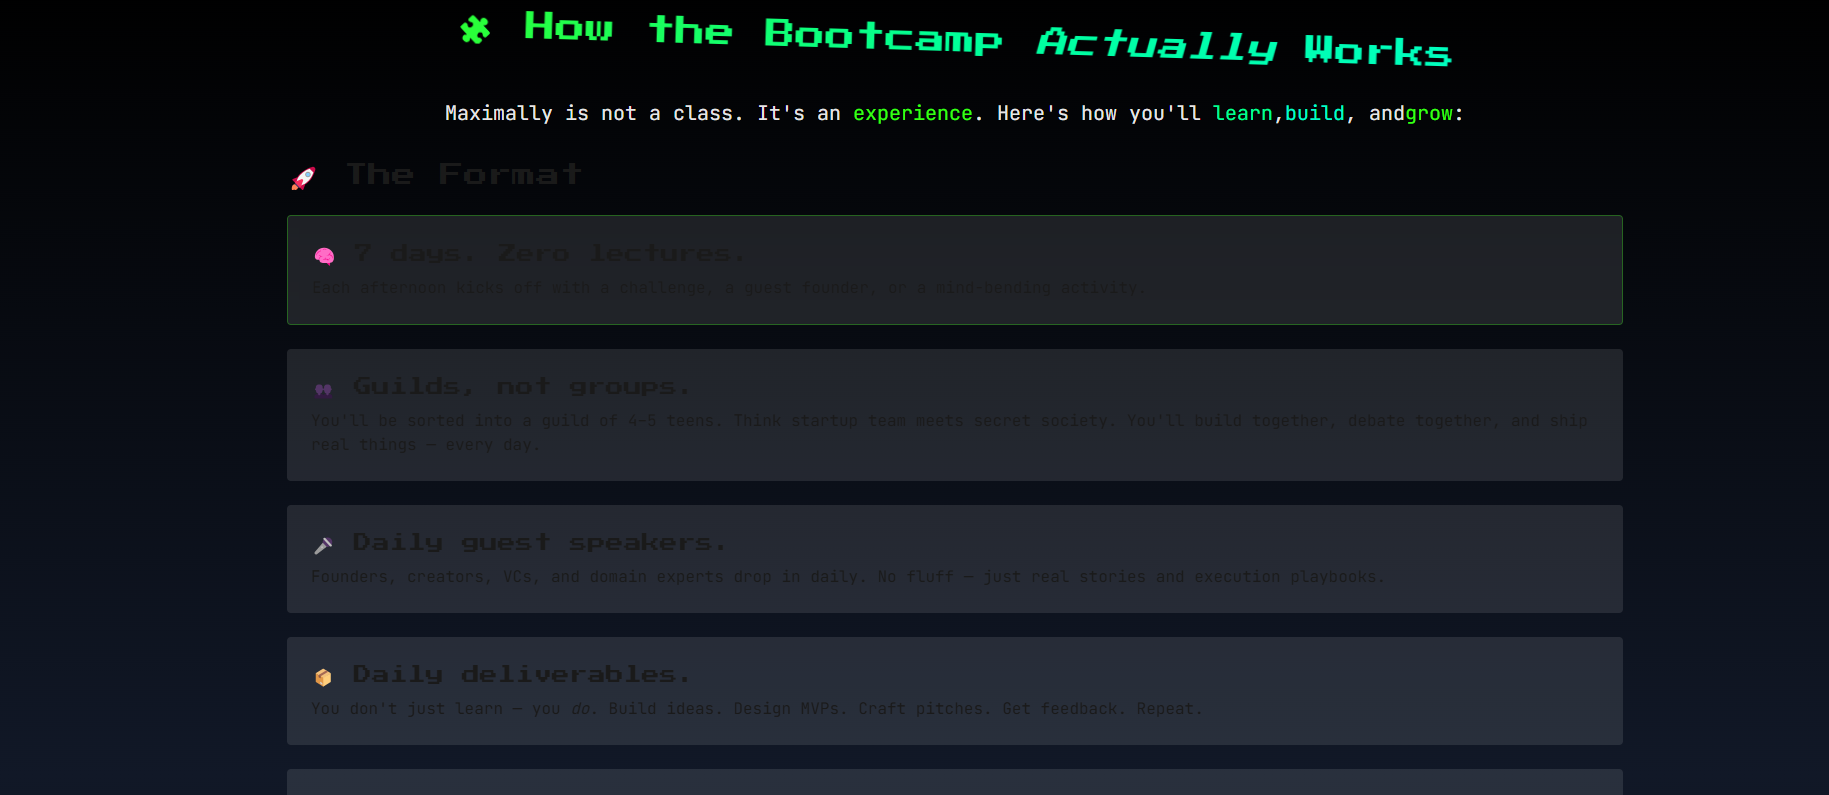 How the Bootcamp Actually Works
Maximally is not a class. It's an experience. Here's how you'll learn,build, andgrow:
The Format
7 days. Zero lectures.
Each afternoon kicks off with a challenge, a guest founder, or a mind-bending activity.
Guilds, not groups.
You'll be sorted into a guild of 4–5 teens. Think startup team meets secret society. You'll build together, debate together, and ship
real things — every day.
Daily guest speakers.
Founders, creators, VCs, and domain experts drop in daily. No fluff — just real stories and execution playbooks.
Daily deliverables.
You don't just learn — you do. Build ideas. Design MVPs. Craft pitches. Get feedback. Repeat.